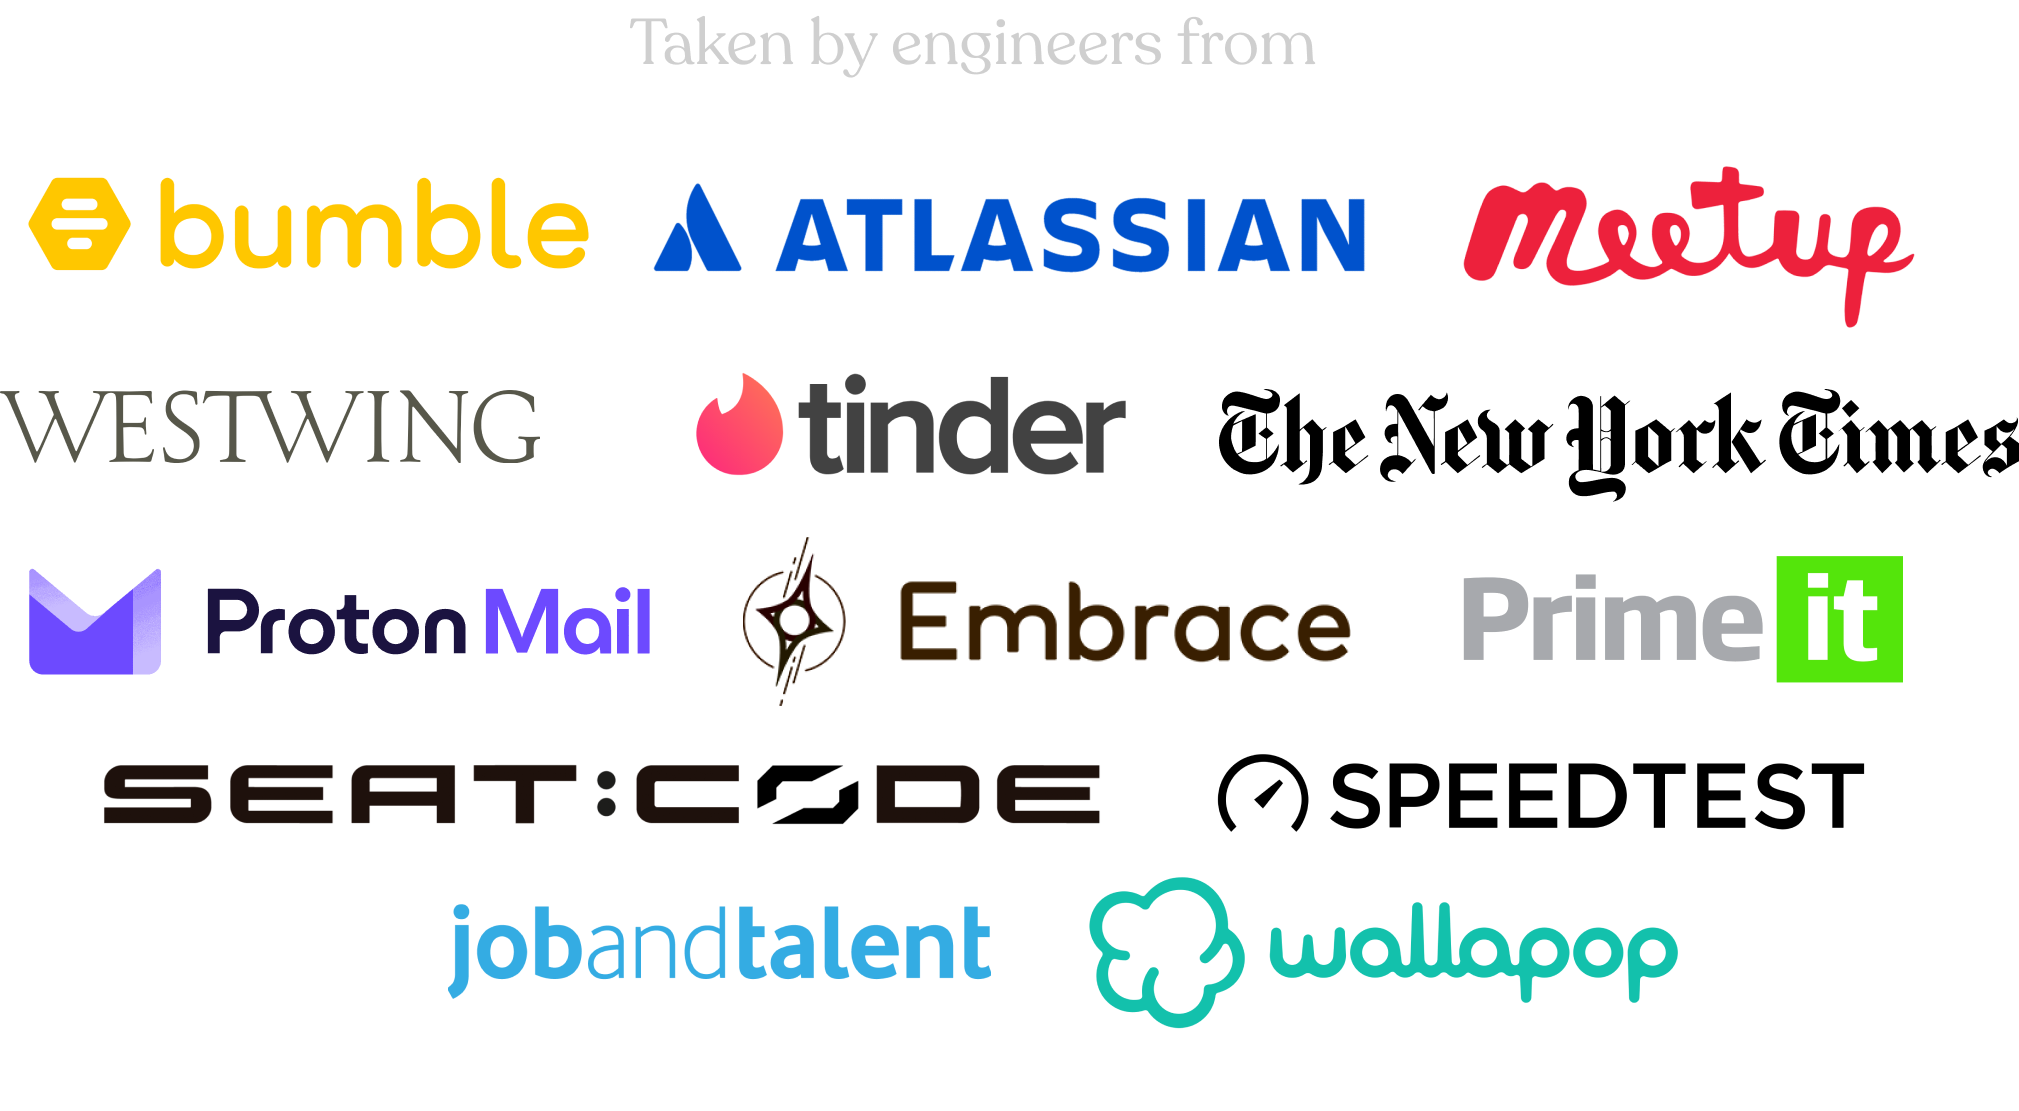 Taken by engineers from
bumble ATLASSIAN meetup
WESTWING tinder The New York Times
Proton Mail Embrace Prime it
SEAT:CODE SPEEDTEST
jobandtalent wallapop